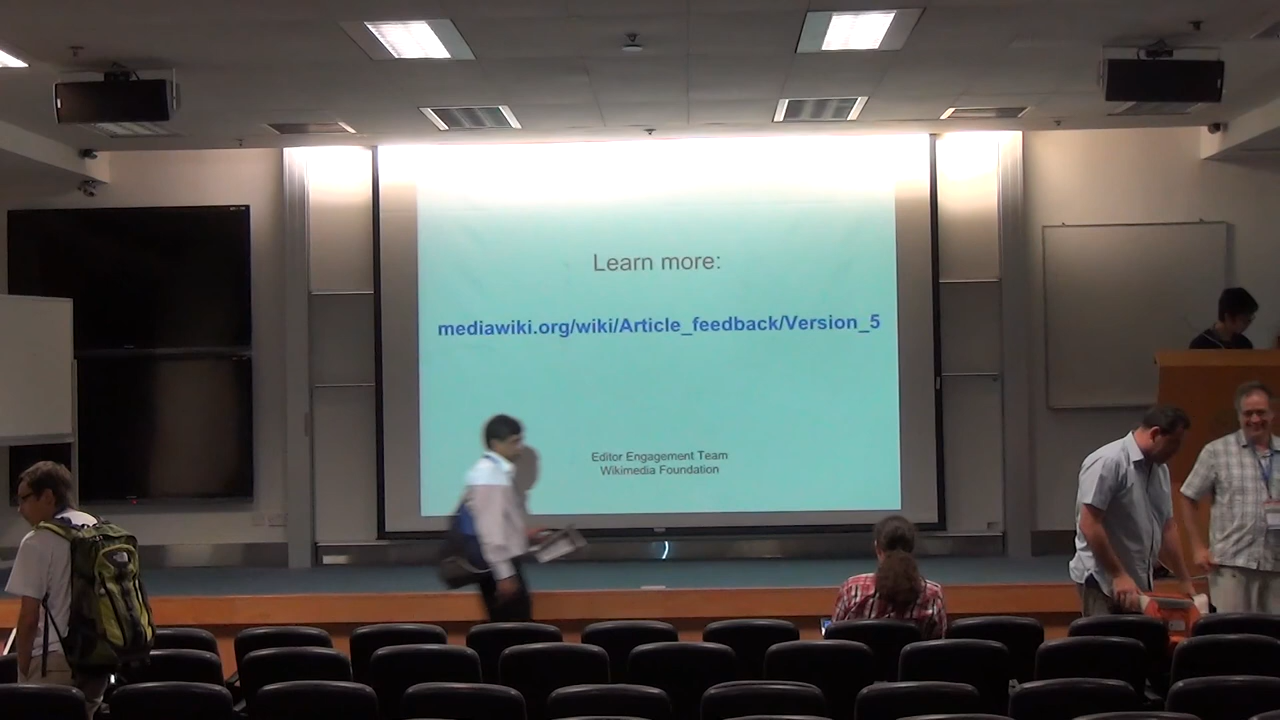 Learn more:
mediawiki.org/wiki/Article_feedback/Version_5
Editor Engagement Team
Wikimedia Foundation